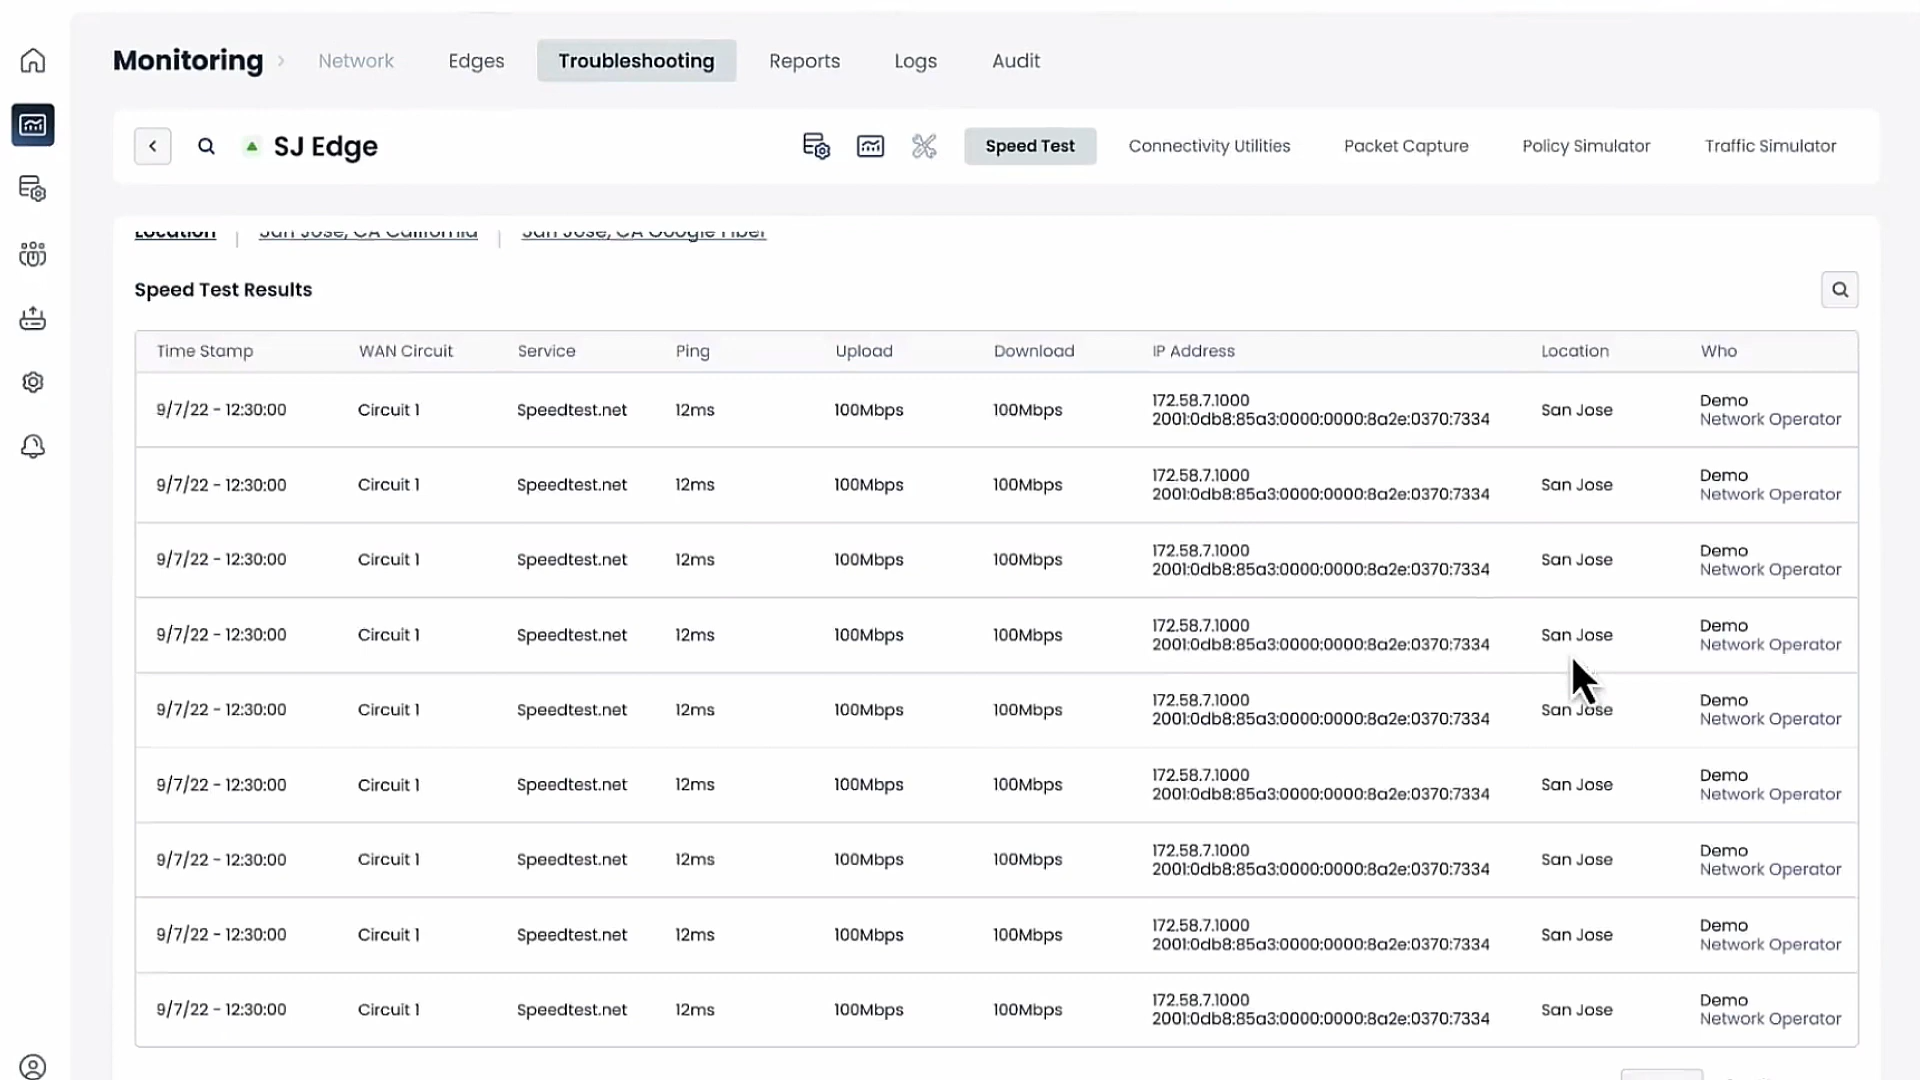 Monitoring Network Edges Troubleshooting Reports Logs Audit
SJ Edge Speed Test Connectivity Utilities Packet Capture Policy Simulator Traffic Simulator
Location San Jose, CA California San Jose, CA Google Fiber
Speed Test Results
Time Stamp WAN Circuit Service Ping Upload Download IP Address Location Who
9/7/22 - 12:30:00 Circuit 1 Speedtest.net 12ms 100Mbps 100Mbps 172.58.7.1000 San Jose Demo
2001:0db8:85a3:0000:0000:8a2e:0370:7334 Network Operator
9/7/22 - 12:30:00 Circuit 1 Speedtest.net 12ms 100Mbps 100Mbps 172.58.7.1000 San Jose Demo
2001:0db8:85a3:0000:0000:8a2e:0370:7334 Network Operator
9/7/22 - 12:30:00 Circuit 1 Speedtest.net 12ms 100Mbps 100Mbps 172.58.7.1000 San Jose Demo
2001:0db8:85a3:0000:0000:8a2e:0370:7334 Network Operator
9/7/22 - 12:30:00 Circuit 1 Speedtest.net 12ms 100Mbps 100Mbps 172.58.7.1000 San Jose Demo
2001:0db8:85a3:0000:0000:8a2e:0370:7334 Network Operator
9/7/22 - 12:30:00 Circuit 1 Speedtest.net 12ms 100Mbps 100Mbps 172.58.7.1000 San Jose Demo
2001:0db8:85a3:0000:0000:8a2e:0370:7334 Network Operator
9/7/22 - 12:30:00 Circuit 1 Speedtest.net 12ms 100Mbps 100Mbps 172.58.7.1000 San Jose Demo
2001:0db8:85a3:0000:0000:8a2e:0370:7334 Network Operator
9/7/22 - 12:30:00 Circuit 1 Speedtest.net 12ms 100Mbps 100Mbps 172.58.7.1000 San Jose Demo
2001:0db8:85a3:0000:0000:8a2e:0370:7334 Network Operator
9/7/22 - 12:30:00 Circuit 1 Speedtest.net 12ms 100Mbps 100Mbps 172.58.7.1000 San Jose Demo
2001:0db8:85a3:0000:0000:8a2e:0370:7334 Network Operator
9/7/22 - 12:30:00 Circuit 1 Speedtest.net 12ms 100Mbps 100Mbps 172.58.7.1000 San Jose Demo
2001:0db8:85a3:0000:0000:8a2e:0370:7334 Network Operator